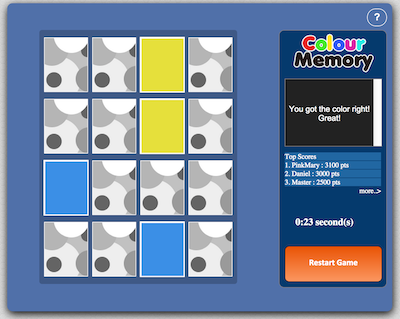 ?
Colour
Memory
You got the color right!
Great!
Top Scores
1. PinkMary : 3100 pts
2. Daniel : 3000 pts
3. Master : 2500 pts
more..>
0:23 second(s)
Restart Game